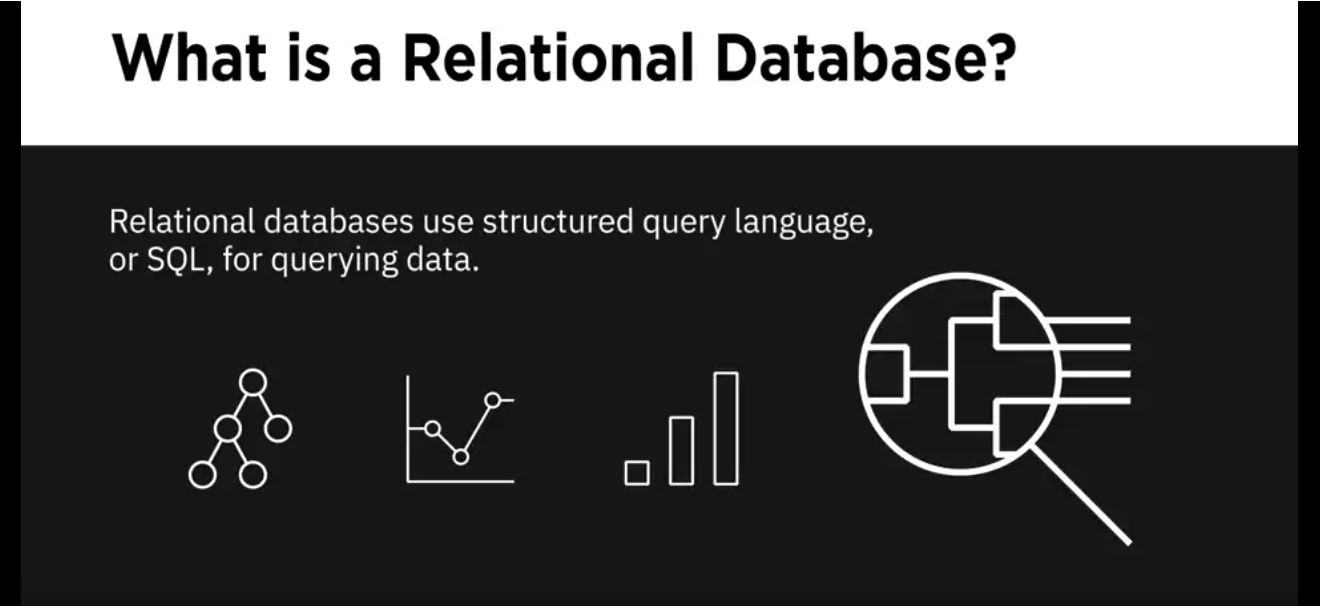 What is a Relational Database?
Relational databases use structured query language,
or SQL, for querying data.